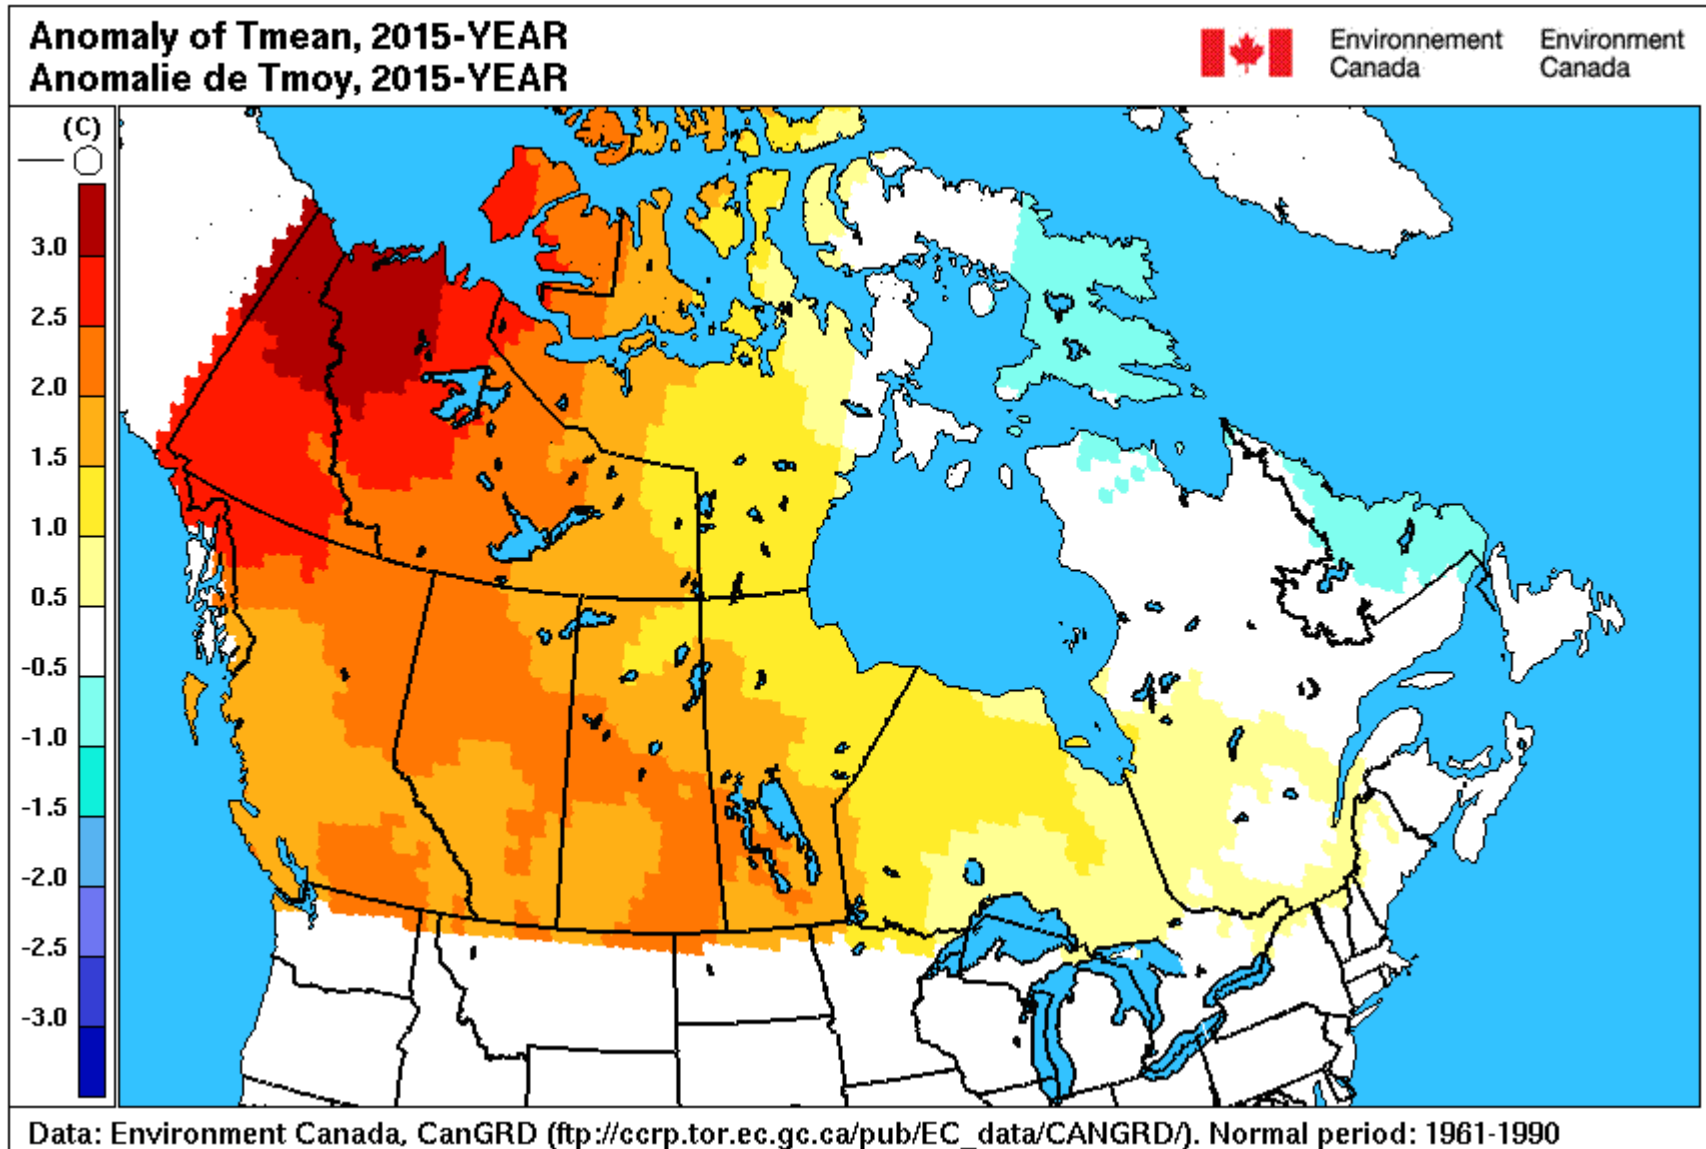 Anomaly of Tmean, 2015-YEAR
Anomalie de Tmoy, 2015-YEAR
Environnement
Canada
Environment
Canada
(C)
3.0
2.5
2.0
1.5
1.0
0.5
-0.5
-1.0
-1.5
-2.0
-2.5
-3.0
Data: Environment Canada, CanGRD (ftp://ccrp.tor.ec.gc.ca/pub/EC_data/CANGRD/). Normal period: 1961-1990